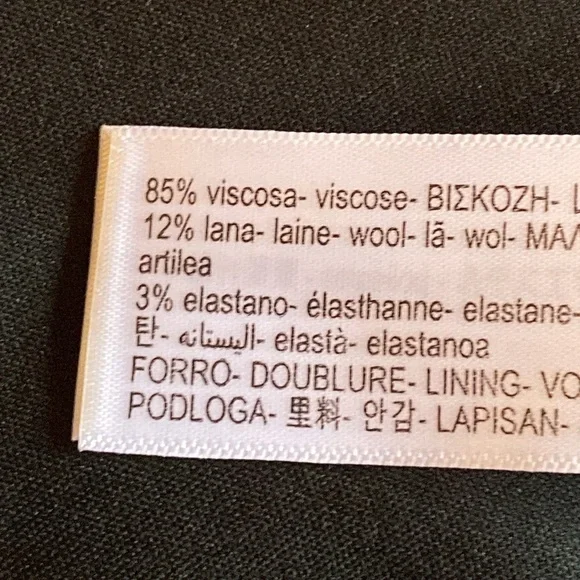 85% viscosa- viscose- ΒΙΣΚΟΖΗ-
12% lana- laine- wool- lã- wol-
artilea
3% elastano- élasthanne- elastane-
탄- اليستانه- elastà- elastanoa
FORRO- DOUBLURE- LINING-
PODLOGA- 里料- 안감- LAPISAN-